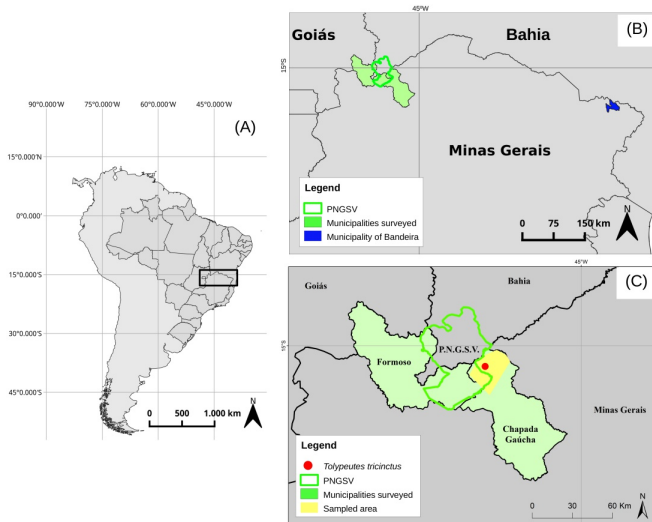 (A)
90°0.000'W 75°0.000'W 60°0.000'W 45°0.000'W
15°0.000'N
0°0.000'
15°0.000'S
30°0.000'S
45°0.000'S
0 500 1.000 km
N
45°W
(B)
Goiás
Bahia
15°S
Minas Gerais
Legend
PNGSV
Municipalities surveyed
Municipality of Bandeira
0 75 150 km
N
45°W
(C)
Goiás
Bahia
15°S
P.N.G.S.V.
Formoso
Minas Gerais
Chapada
Gaúcha
Legend
Tolypeutes tricinctus
PNGSV
Municipalities surveyed
Sampled area
0 30 60 Km
N